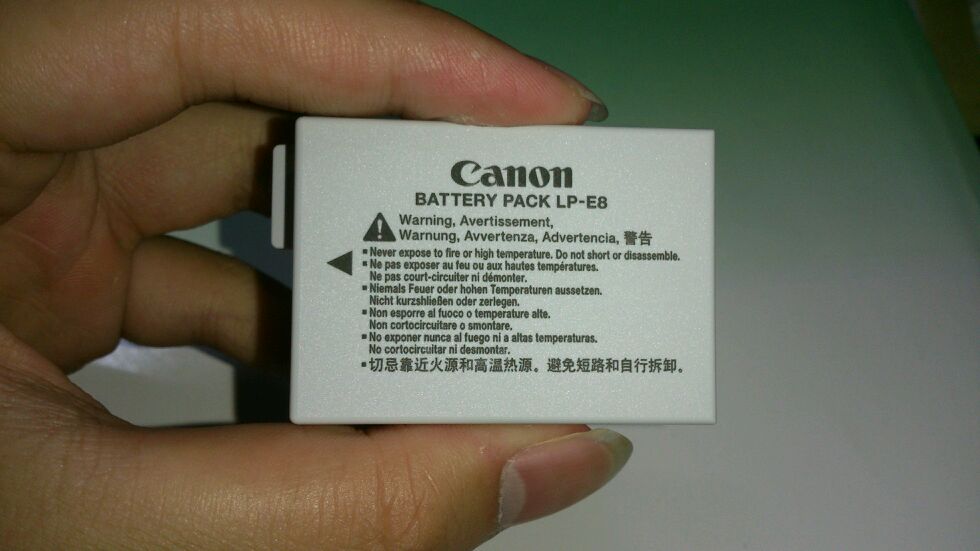 Canon
BATTERY PACK LP-E8
Warning, Avertissement,
Warnung, Avvertenza, Advertencia, 警告
▪ Never expose to fire or high temperature. Do not short or disassemble.
▪ Ne pas exposer au feu ou aux hautes températures.
Ne pas court-circuiter ni démonter.
▪ Niemals Feuer oder hohen Temperaturen aussetzen.
Nicht kurzshließen oder zerlegen.
▪ Non esporre al fuoco o temperature alte.
Non cortocircuitare o smontare.
▪ No exponer nunca al fuego ni a altas temperaturas.
No cortocircuitar ni desmontar.
▪ 切忌靠近火源和高温热源。避免短路和自行拆卸。